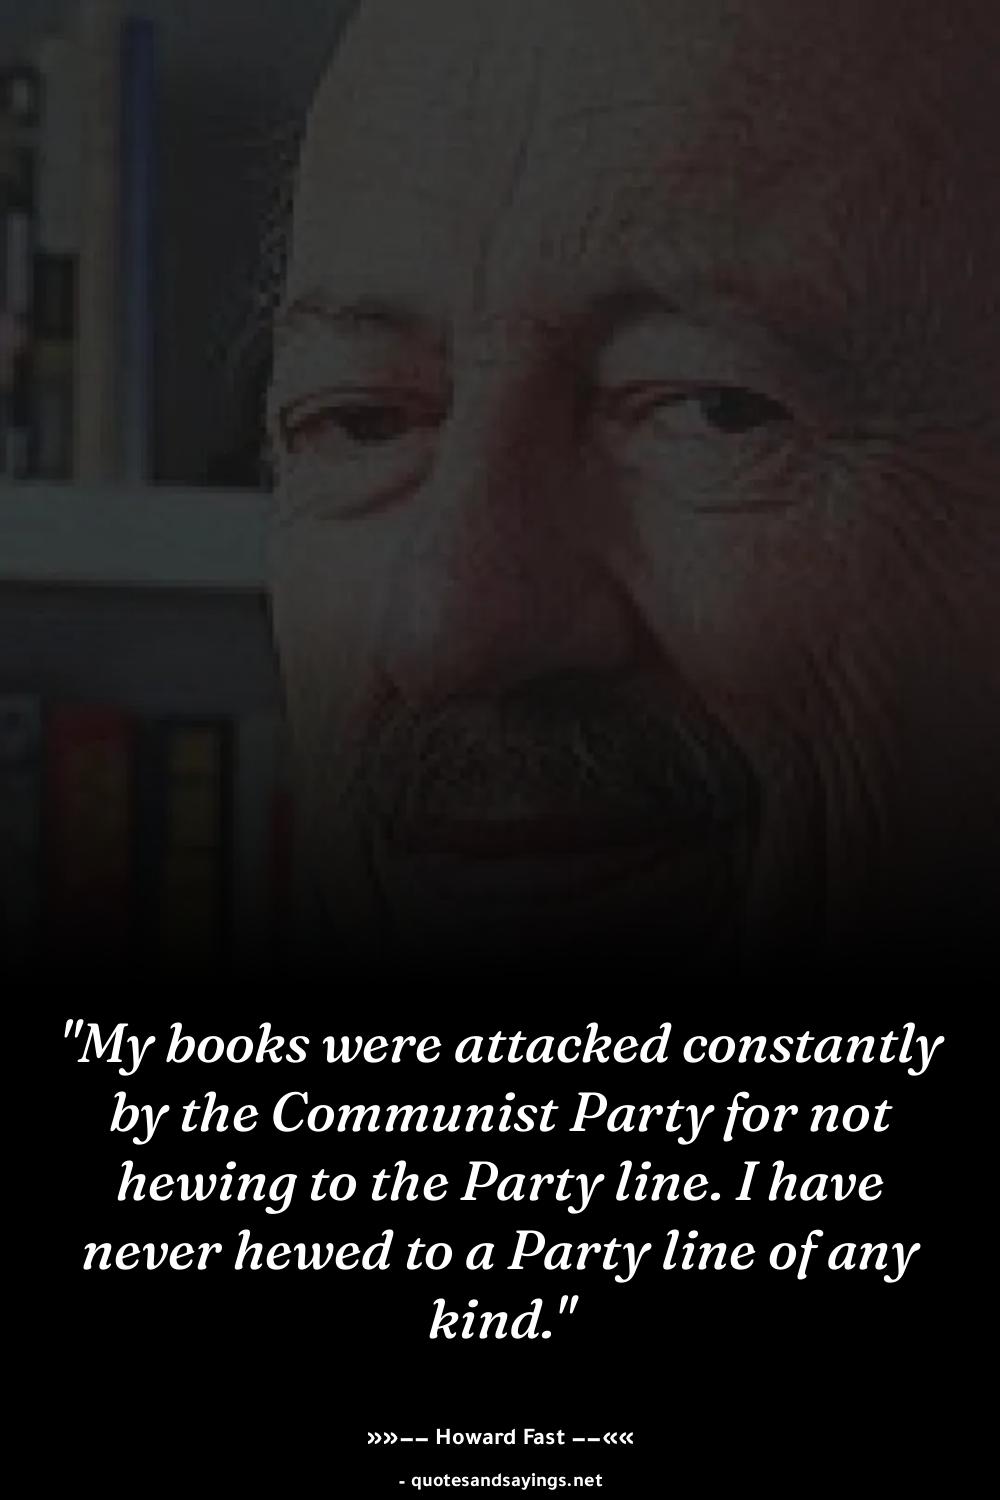 "My books were attacked constantly
by the Communist Party for not
hewing to the Party line. I have
never hewed to a Party line of any
kind."
»»–– Howard Fast ––««
- quotesandsayings.net